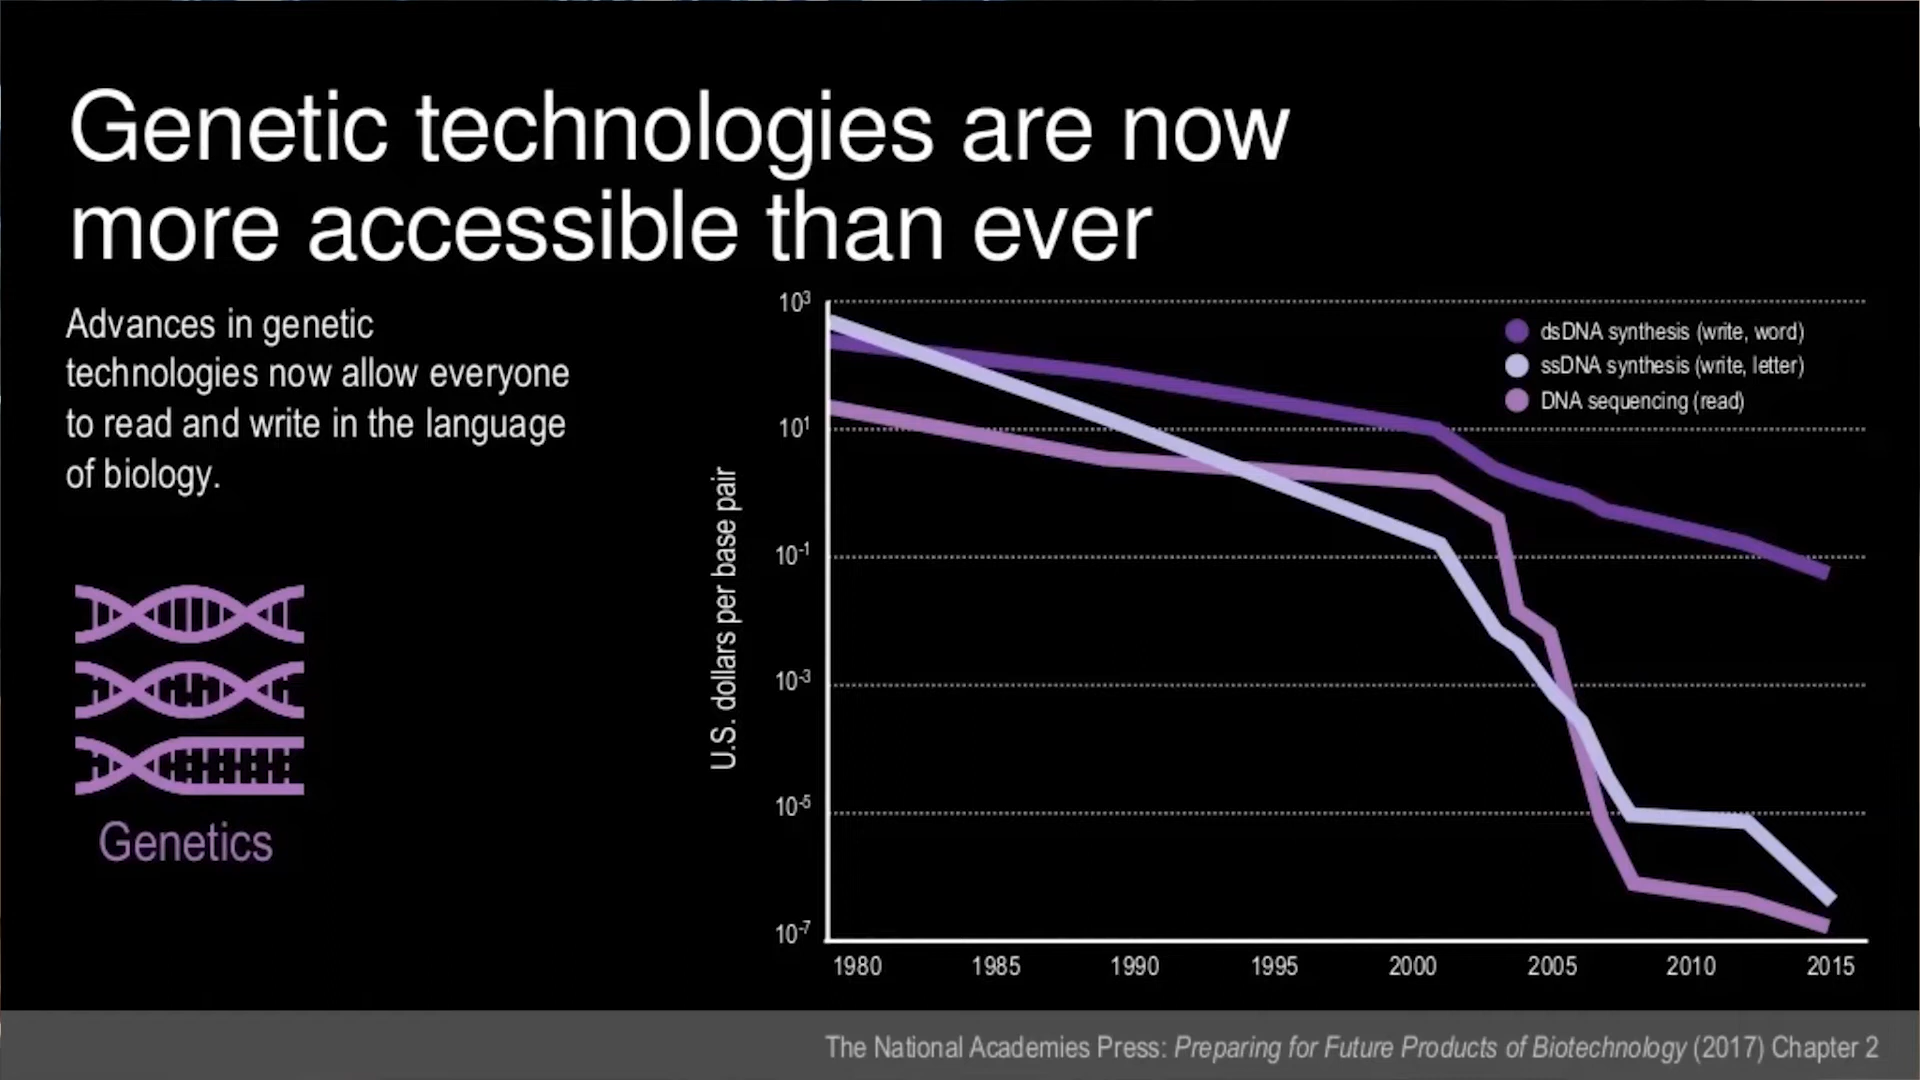 Genetic technologies are now
more accessible than ever
Advances in genetic
technologies now allow everyone
to read and write in the language
of biology.
Genetics
U.S. dollars per base pair
10³
10¹
10⁻¹
10⁻³
10⁻⁵
10⁻⁷
dsDNA synthesis (write, word)
ssDNA synthesis (write, letter)
DNA sequencing (read)
1980 1985 1990 1995 2000 2005 2010 2015
The National Academies Press: Preparing for Future Products of Biotechnology (2017) Chapter 2